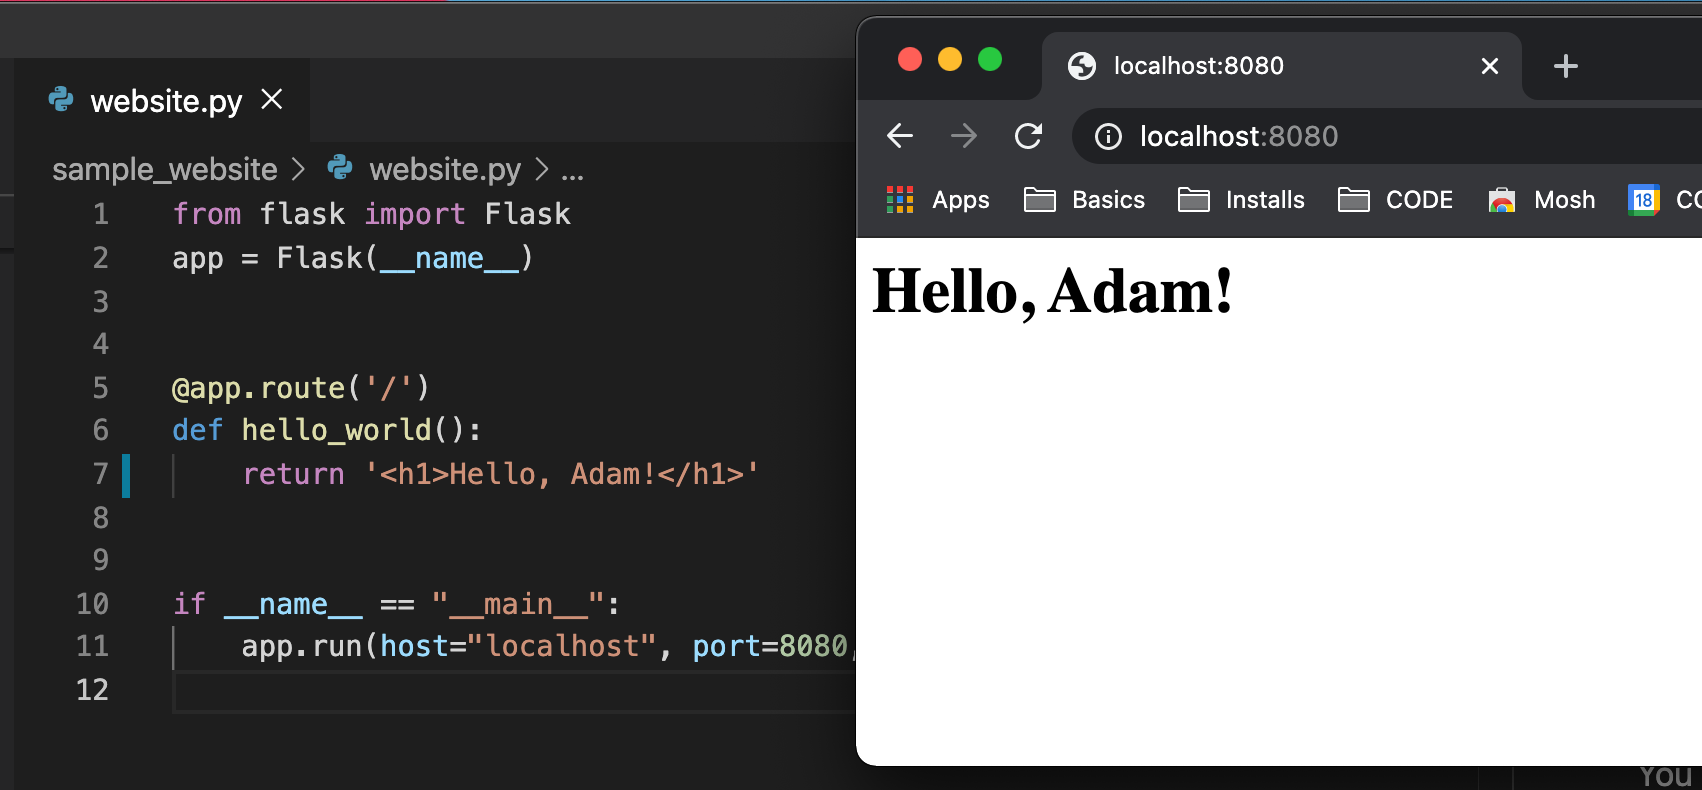 website.py
sample_website > website.py > ...
1 from flask import Flask
2 app = Flask(__name__)
3
4
5 @app.route('/')
6 def hello_world():
7     return '<h1>Hello, Adam!</h1>'
8
9
10 if __name__ == "__main__":
11     app.run(host="localhost", port=8080,
12
localhost:8080
localhost:8080
Apps Basics Installs CODE Mosh 18 CO
Hello, Adam!
You